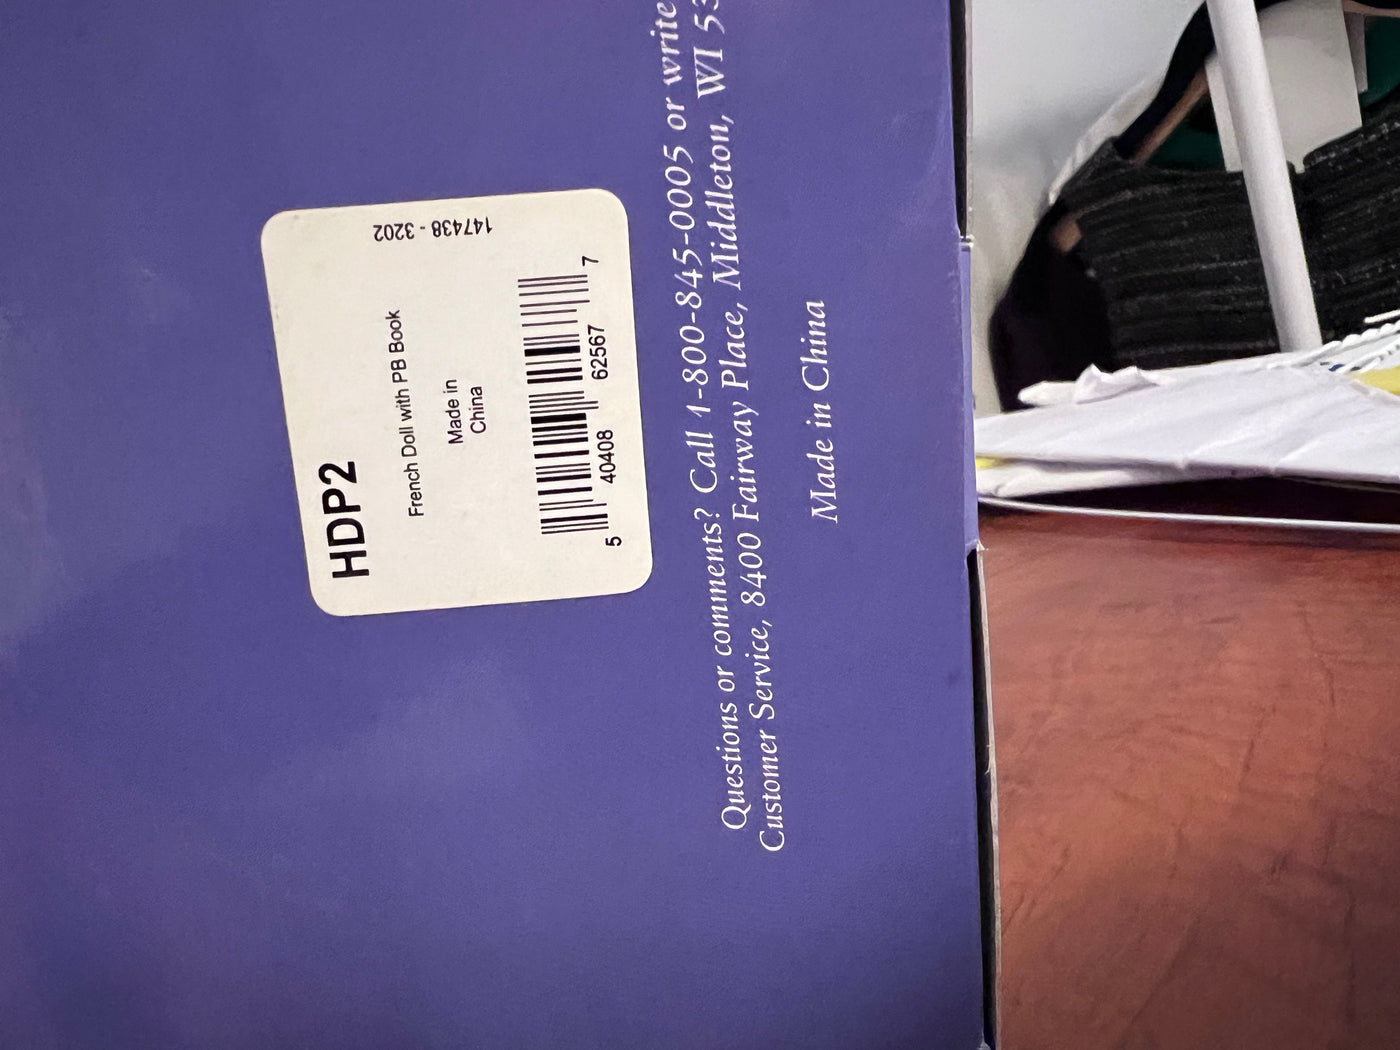 HDP2
French Doll with PB Book
147438 - 3202
Made in
China
5 40408 62567 7
Questions or comments? Call 1-800-845-0005 or write
Customer Service, 8400 Fairway Place, Middleton, WI
Made in China